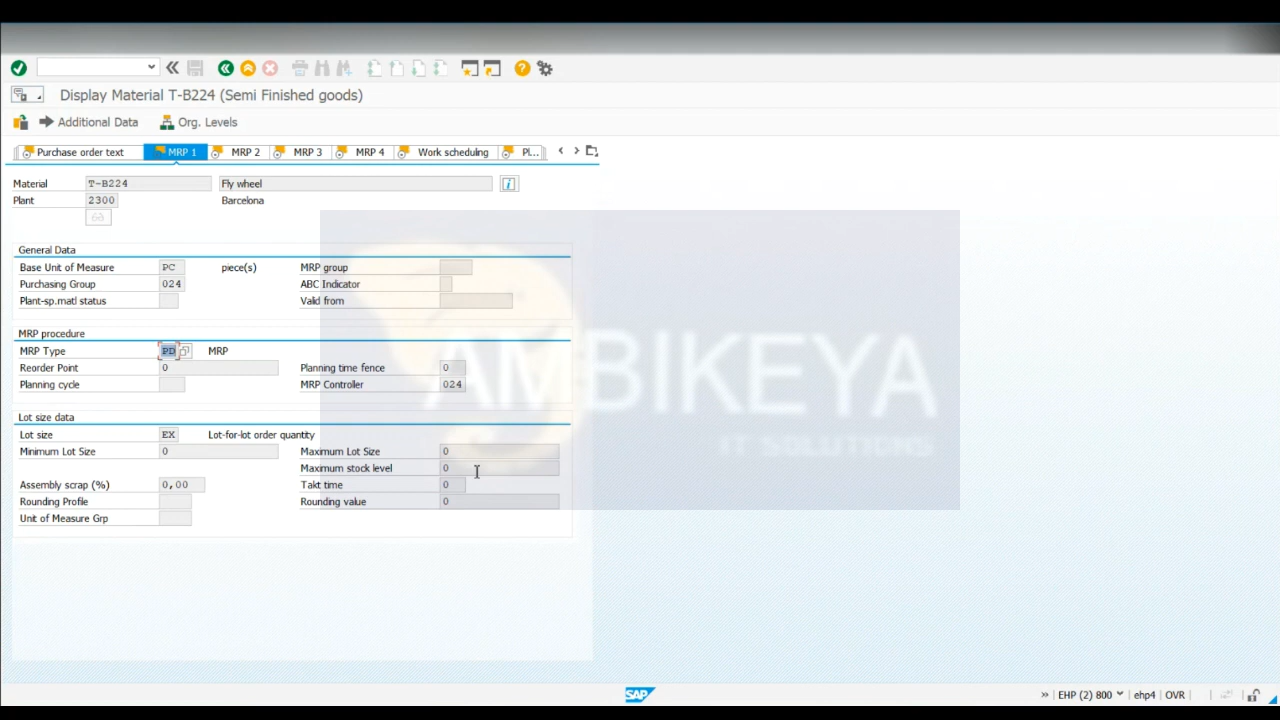 Display Material T-B224 (Semi Finished goods)
Additional Data Org. Levels
Purchase order text MRP 1 MRP 2 MRP 3 MRP 4 Work scheduling Pl...
Material T-B224 Fly wheel
Plant 2300 Barcelona
General Data
Base Unit of Measure PC piece(s) MRP group
Purchasing Group 024 ABC Indicator
Plant-sp.matl status Valid from
MRP procedure
MRP Type PD MRP
Reorder Point 0 Planning time fence 0
Planning cycle MRP Controller 024
Lot size data
Lot size EX Lot-for-lot order quantity
Minimum Lot Size 0 Maximum Lot Size 0
Maximum stock level 0
Assembly scrap (%) 0,00 Takt time 0
Rounding Profile Rounding value 0
Unit of Measure Grp
AMBIKEYA
IT SOLUTIONS
SAP » EHP (2) 800 ehp4 OVR